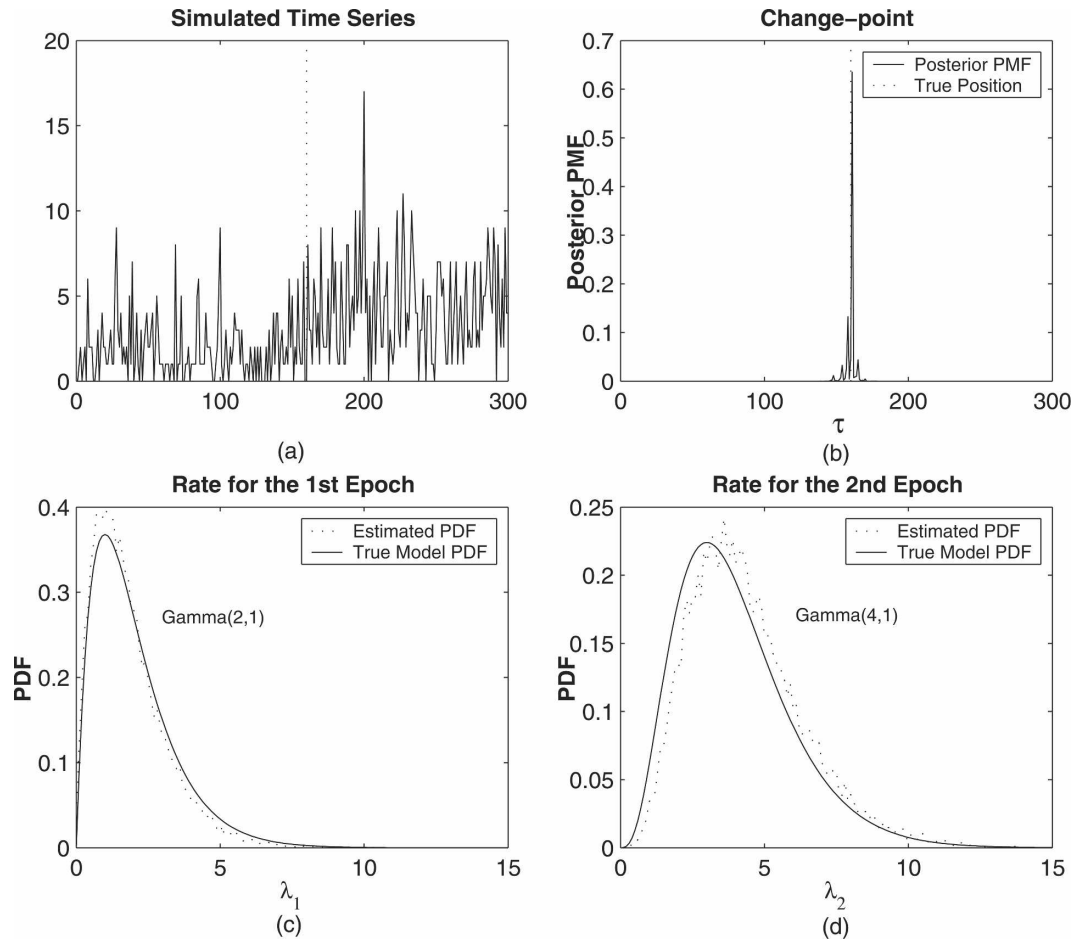 Simulated Time Series
20
15
10
5
0
0 100 200 300
(a)
Change-point
0.7
0.6
0.5
0.4
0.3
0.2
0.1
0
Posterior PMF
Posterior PMF
True Position
0 100 200 300
τ
(b)
Rate for the 1st Epoch
0.4
0.3
0.2
0.1
0
PDF
Estimated PDF
True Model PDF
Gamma(2,1)
0 5 10 15
λ1
(c)
Rate for the 2nd Epoch
0.25
0.2
0.15
0.1
0.05
0
PDF
Estimated PDF
True Model PDF
Gamma(4,1)
0 5 10 15
λ2
(d)